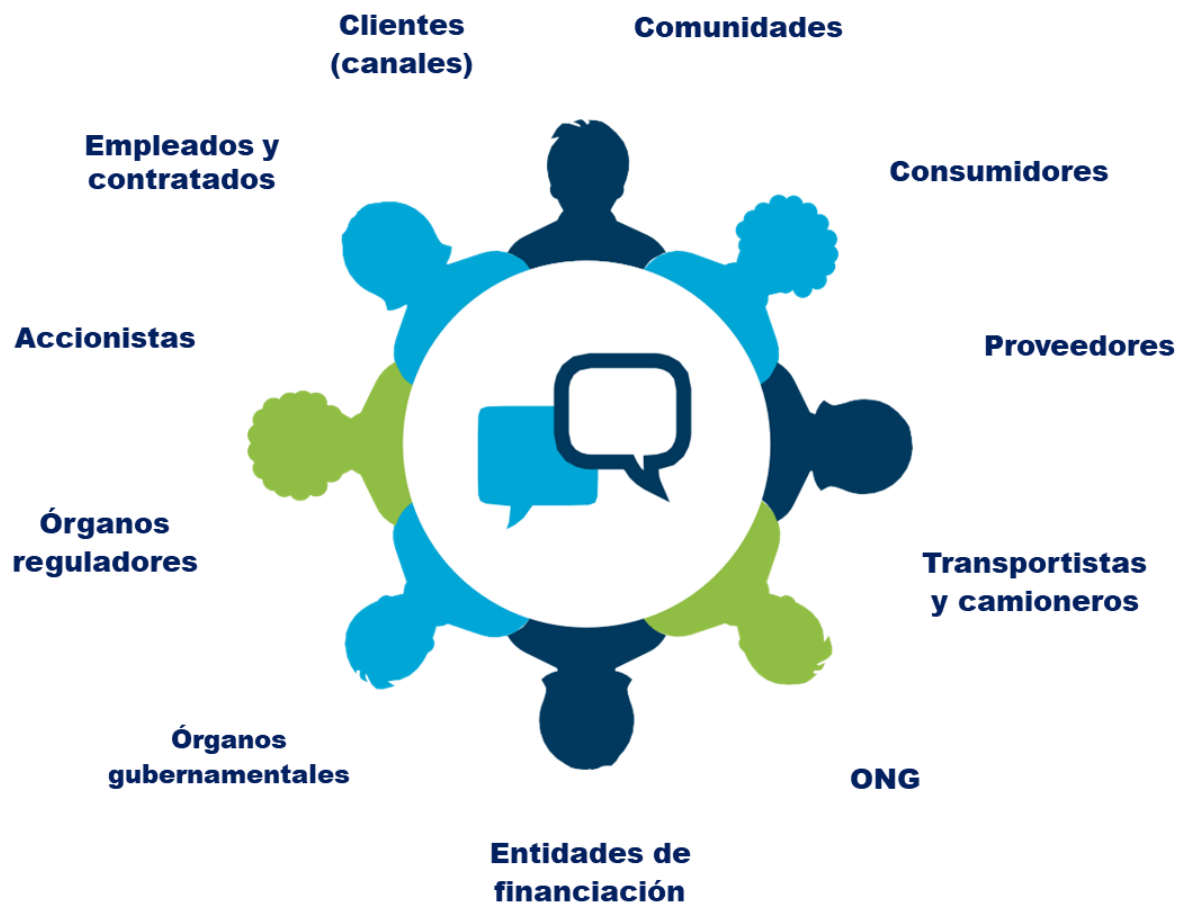 Clientes
(canales)
Comunidades
Empleados y
contratados
Consumidores
Accionistas
Proveedores
Órganos
reguladores
Transportistas
y camioneros
Órganos
gubernamentales
ONG
Entidades de
financiación